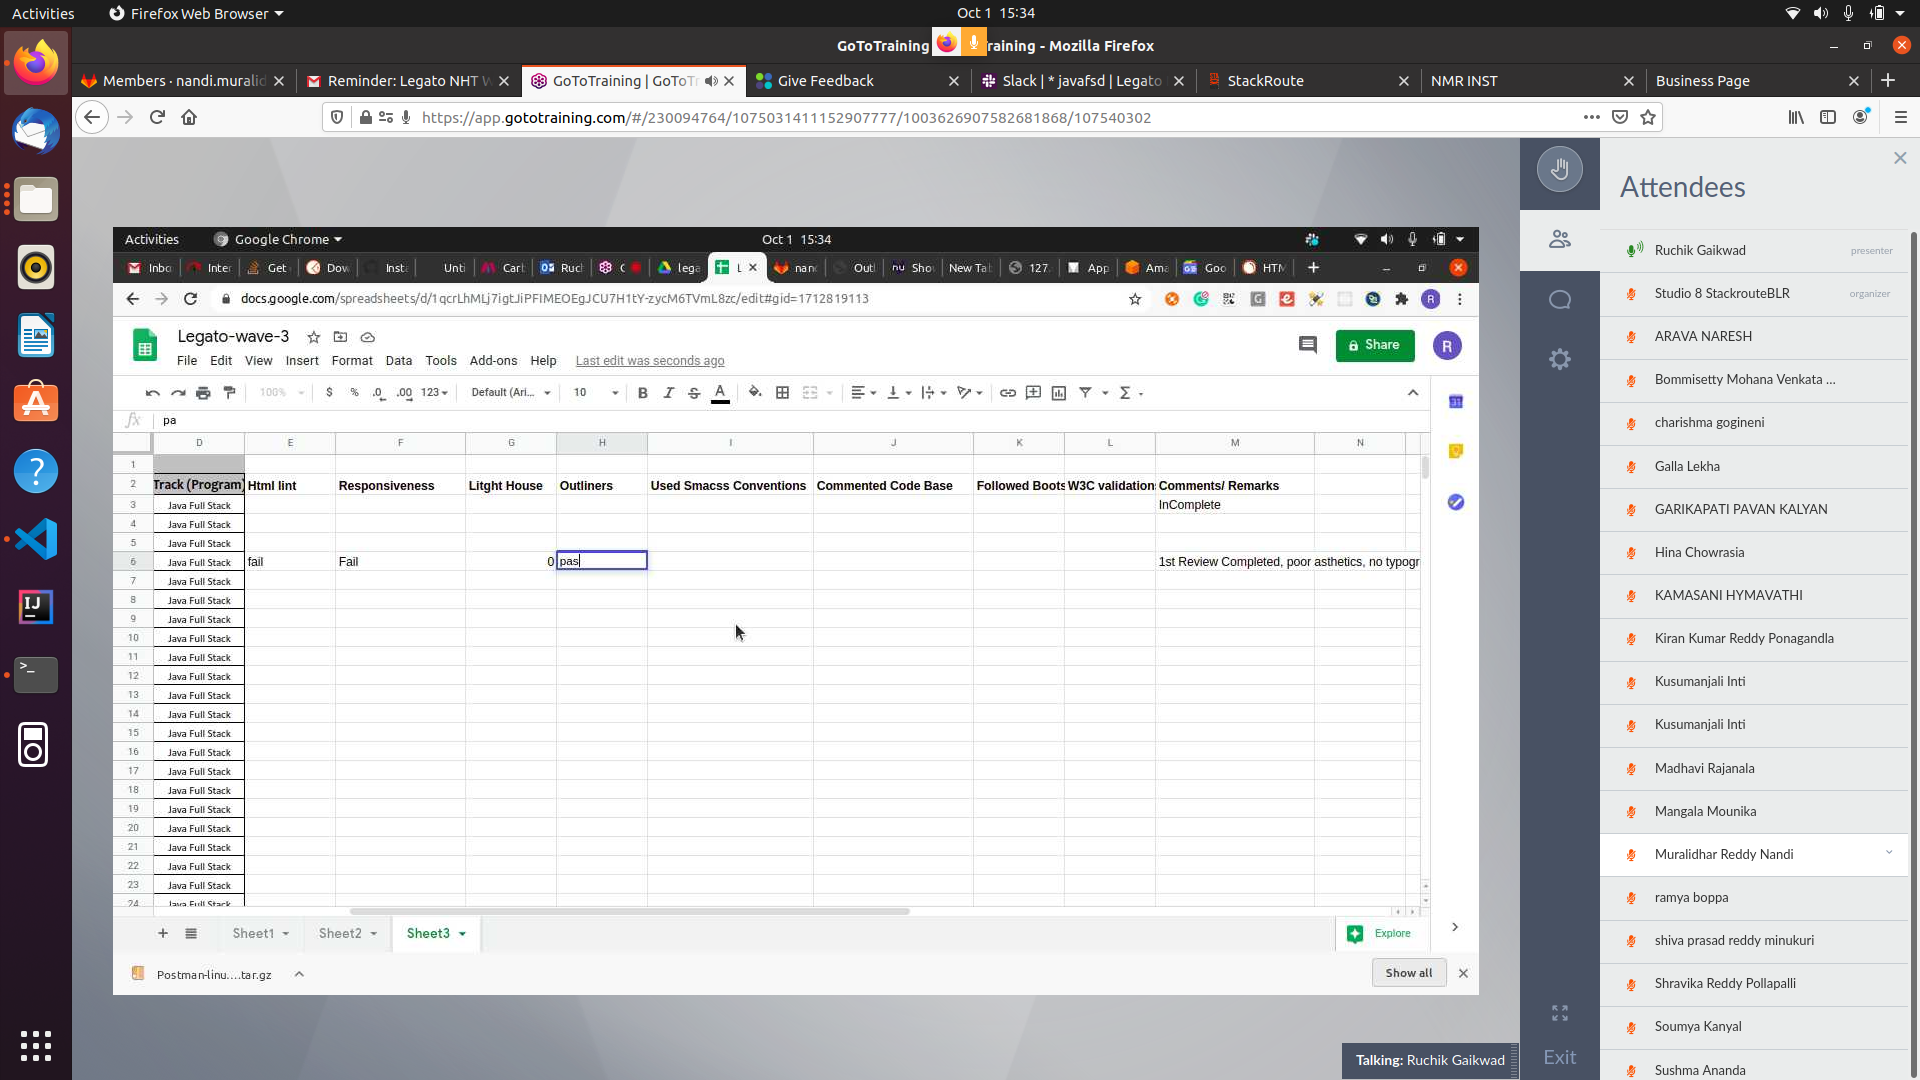 Activities
Firefox Web Browser
Oct 1 15:34
GoToTraining
raining - Mozilla Firefox
Members · nandi.muralid
Reminder: Legato NHT W
GoToTraining | GoToTr
Give Feedback
Slack | * javafsd | Legato
StackRoute
NMR INST
Business Page
https://app.gototraining.com/#/230094764/1075031411152907777/1003626907582681868/107540302
Attendees
Activities
Google Chrome
Oct 1 15:34
Inbo
Inter
Get
Dow
Inst
Unti
Cart
Ruch
lega
L
nand
Outl
Sho
New Ta
127.
App
Ama
Goo
HTM
docs.google.com/spreadsheets/d/1qcrLhMLj7igtJiPFIMEOEgJCU7H1tY-zycM6TVmL8zc/edit#gid=1712819113
Legato-wave-3
File Edit View Insert Format Data Tools Add-ons Help Last edit was seconds ago
Share
R
100% $ % .0 .00 123 Default (Ari... 10 B I S A
fx pa
D E F G H I J K L M N
1
2 Track (Program) Html lint Responsiveness Litght House Outliners Used Smacss Conventions Commented Code Base Followed Boots W3C validation Comments/ Remarks
3 Java Full Stack InComplete
4 Java Full Stack
5 Java Full Stack
6 Java Full Stack fail Fail 0 pas 1st Review Completed, poor asthetics, no typogr
7 Java Full Stack
8 Java Full Stack
9 Java Full Stack
10 Java Full Stack
11 Java Full Stack
12 Java Full Stack
13 Java Full Stack
14 Java Full Stack
15 Java Full Stack
16 Java Full Stack
17 Java Full Stack
18 Java Full Stack
19 Java Full Stack
20 Java Full Stack
21 Java Full Stack
22 Java Full Stack
23 Java Full Stack
24 Java Full Stack
Sheet1 Sheet2 Sheet3
Explore
Postman-linu....tar.gz
Show all
Talking: Ruchik Gaikwad
Exit
Ruchik Gaikwad presenter
Studio 8 StackrouteBLR organizer
ARAVA NARESH
Bommisetty Mohana Venkata ...
charishma gogineni
Galla Lekha
GARIKAPATI PAVAN KALYAN
Hina Chowrasia
KAMASANI HYMAVATHI
Kiran Kumar Reddy Ponagandla
Kusumanjali Inti
Kusumanjali Inti
Madhavi Rajanala
Mangala Mounika
Muralidhar Reddy Nandi
ramya boppa
shiva prasad reddy minukuri
Shravika Reddy Pollapalli
Soumya Kanyal
Sushma Ananda